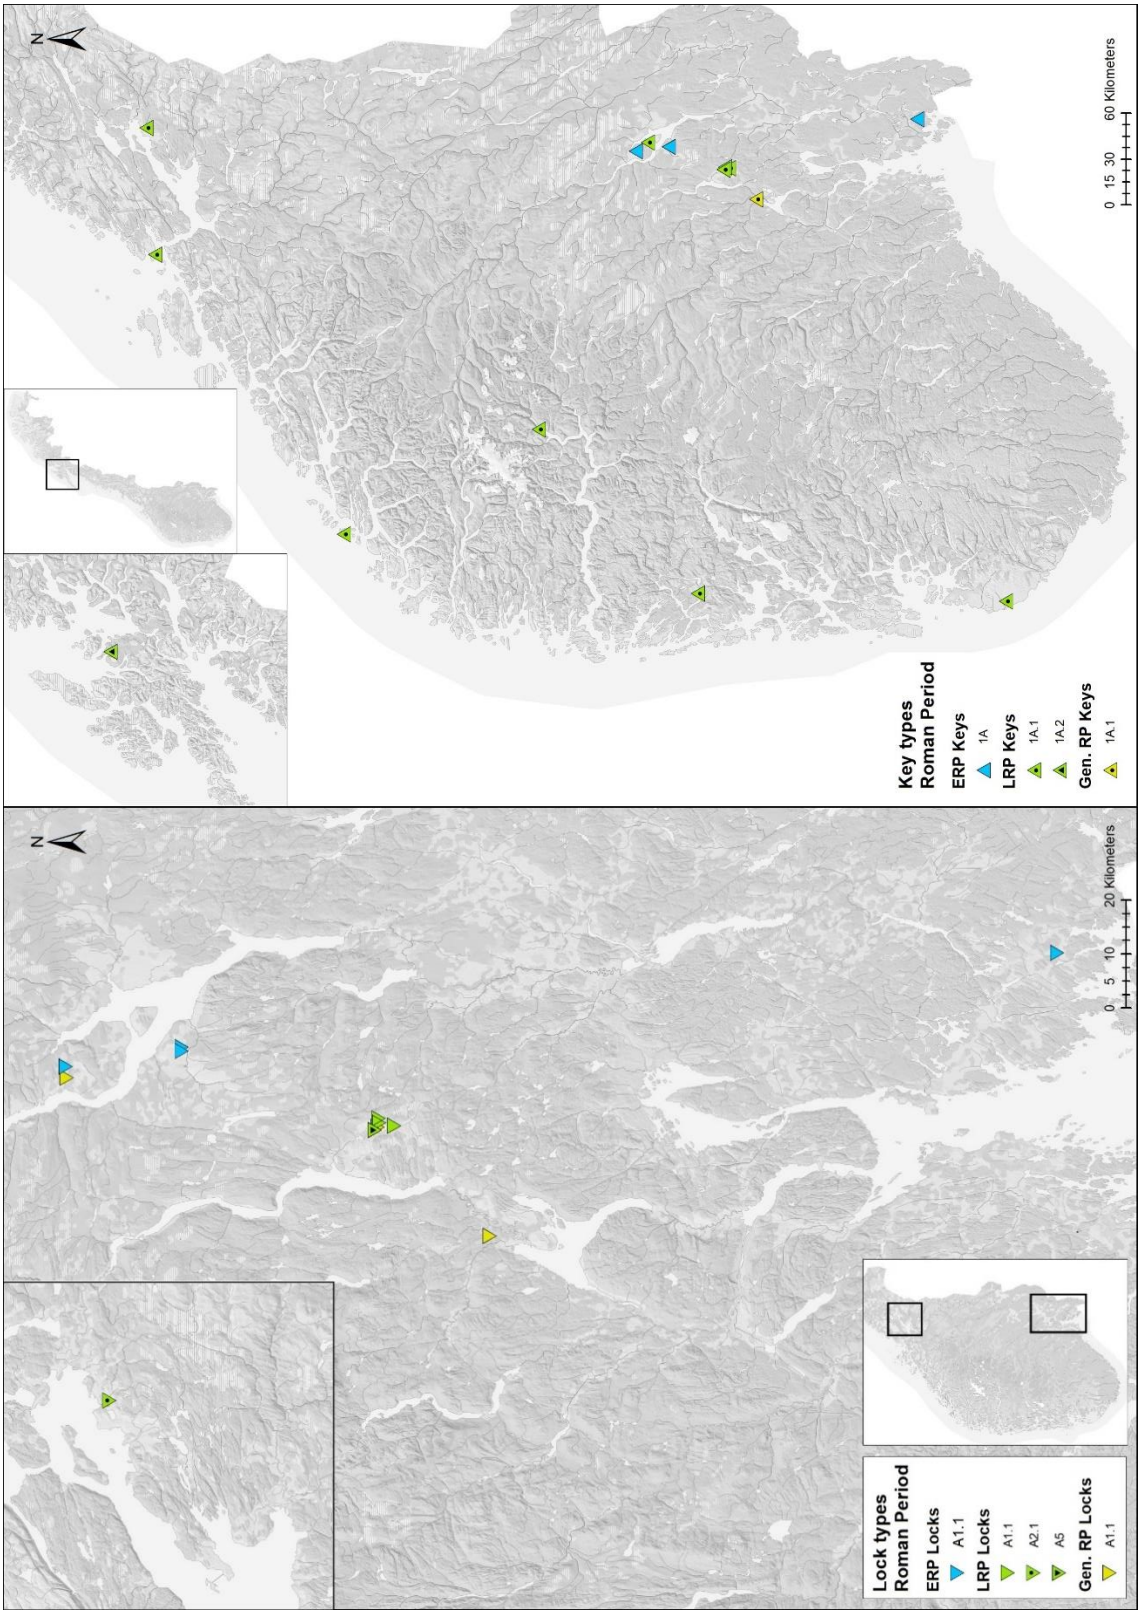 N
0 15 30 60 Kilometers
Key types
Roman Period
ERP Keys
1A
LRP Keys
1A.1
1A.2
Gen. RP Keys
1A.1
N
0 5 10 20 Kilometers
Lock types
Roman Period
ERP Locks
A1.1
LRP Locks
A1.1
A2.1
A5
Gen. RP Locks
A1.1